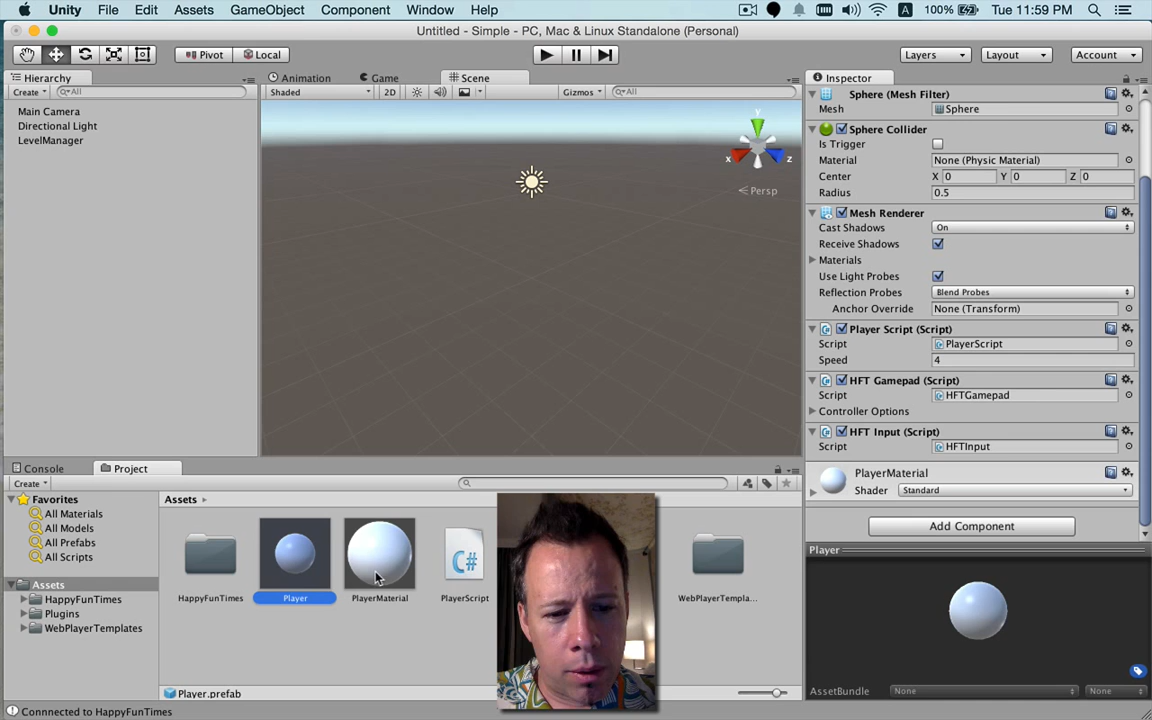 Unity File Edit Assets GameObject Component Window Help 100% Tue 11:59 PM
Untitled - Simple - PC, Mac & Linux Standalone (Personal)
Pivot Local Layers Layout Account
Hierarchy
Create All
Main Camera
Directional Light
LevelManager
Animation Game Scene
Shaded 2D Gizmos All
y
x z
Persp
Inspector
Sphere (Mesh Filter)
Mesh Sphere
Sphere Collider
Is Trigger
Material None (Physic Material)
Center X 0 Y 0 Z 0
Radius 0.5
Mesh Renderer
Cast Shadows On
Receive Shadows
Materials
Use Light Probes
Reflection Probes Blend Probes
Anchor Override None (Transform)
Player Script (Script)
Script PlayerScript
Speed 4
HFT Gamepad (Script)
Script HFTGamepad
Controller Options
HFT Input (Script)
Script HFTInput
PlayerMaterial
Shader Standard
Add Component
Player
AssetBundle None None
Console Project
Create
Favorites
All Materials
All Models
All Prefabs
All Scripts
Assets
HappyFunTimes
Plugins
WebPlayerTemplates
Assets
C#
HappyFunTimes Player PlayerMaterial PlayerScript WebPlayerTempla...
Player.prefab
Connnected to HappyFunTimes